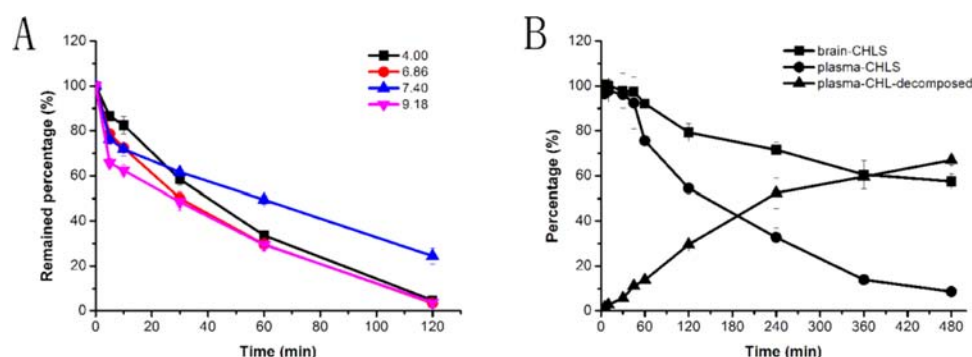 A
120
100
80
60
40
20
0
Remained percentage (%)
0 20 40 60 80 100 120
Time (min)
4.00
6.86
7.40
9.18
B
120
100
80
60
40
20
0
Percentage (%)
0 60 120 180 240 300 360 420 480
Time (min)
brain-CHLS
plasma-CHLS
plasma-CHL-decomposed